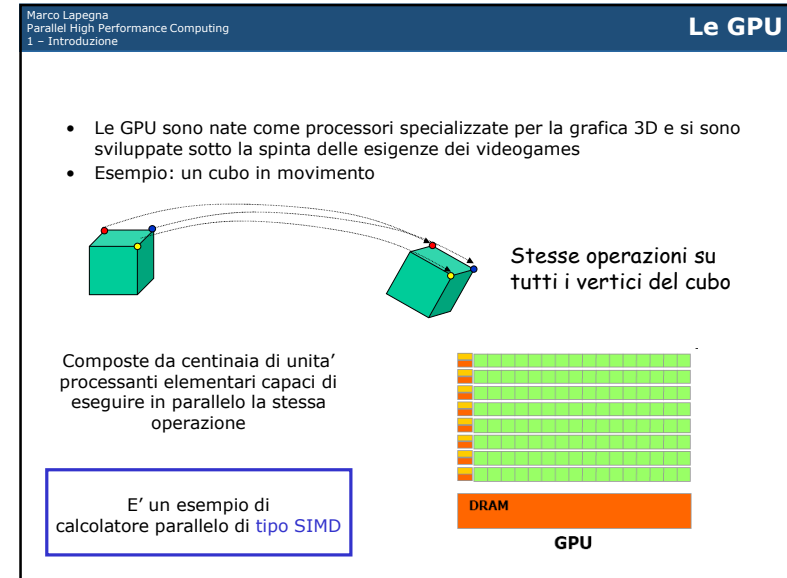 Marco Lapegna
Parallel High Performance Computing
1 – Introduzione
Le GPU
• Le GPU sono nate come processori specializzate per la grafica 3D e si sono
sviluppate sotto la spinta delle esigenze dei videogames
• Esempio: un cubo in movimento
Stesse operazioni su
tutti i vertici del cubo
Composte da centinaia di unita’
processanti elementari capaci di
eseguire in parallelo la stessa
operazione
E’ un esempio di
calcolatore parallelo di tipo SIMD
DRAM
GPU